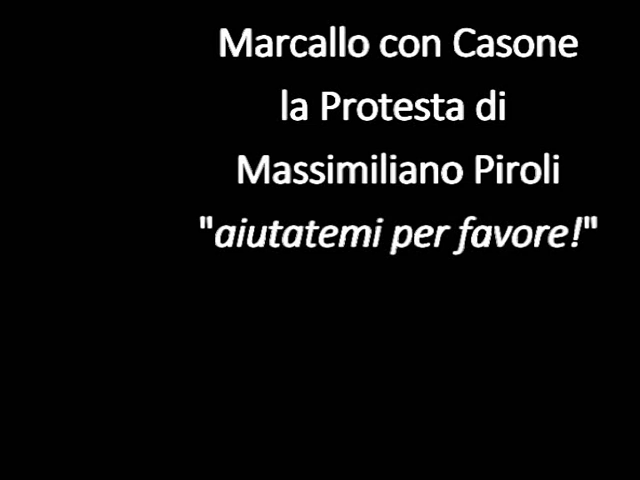 Marcallo con Casone
la Protesta di
Massimiliano Piroli
"aiutatemi per favore!"